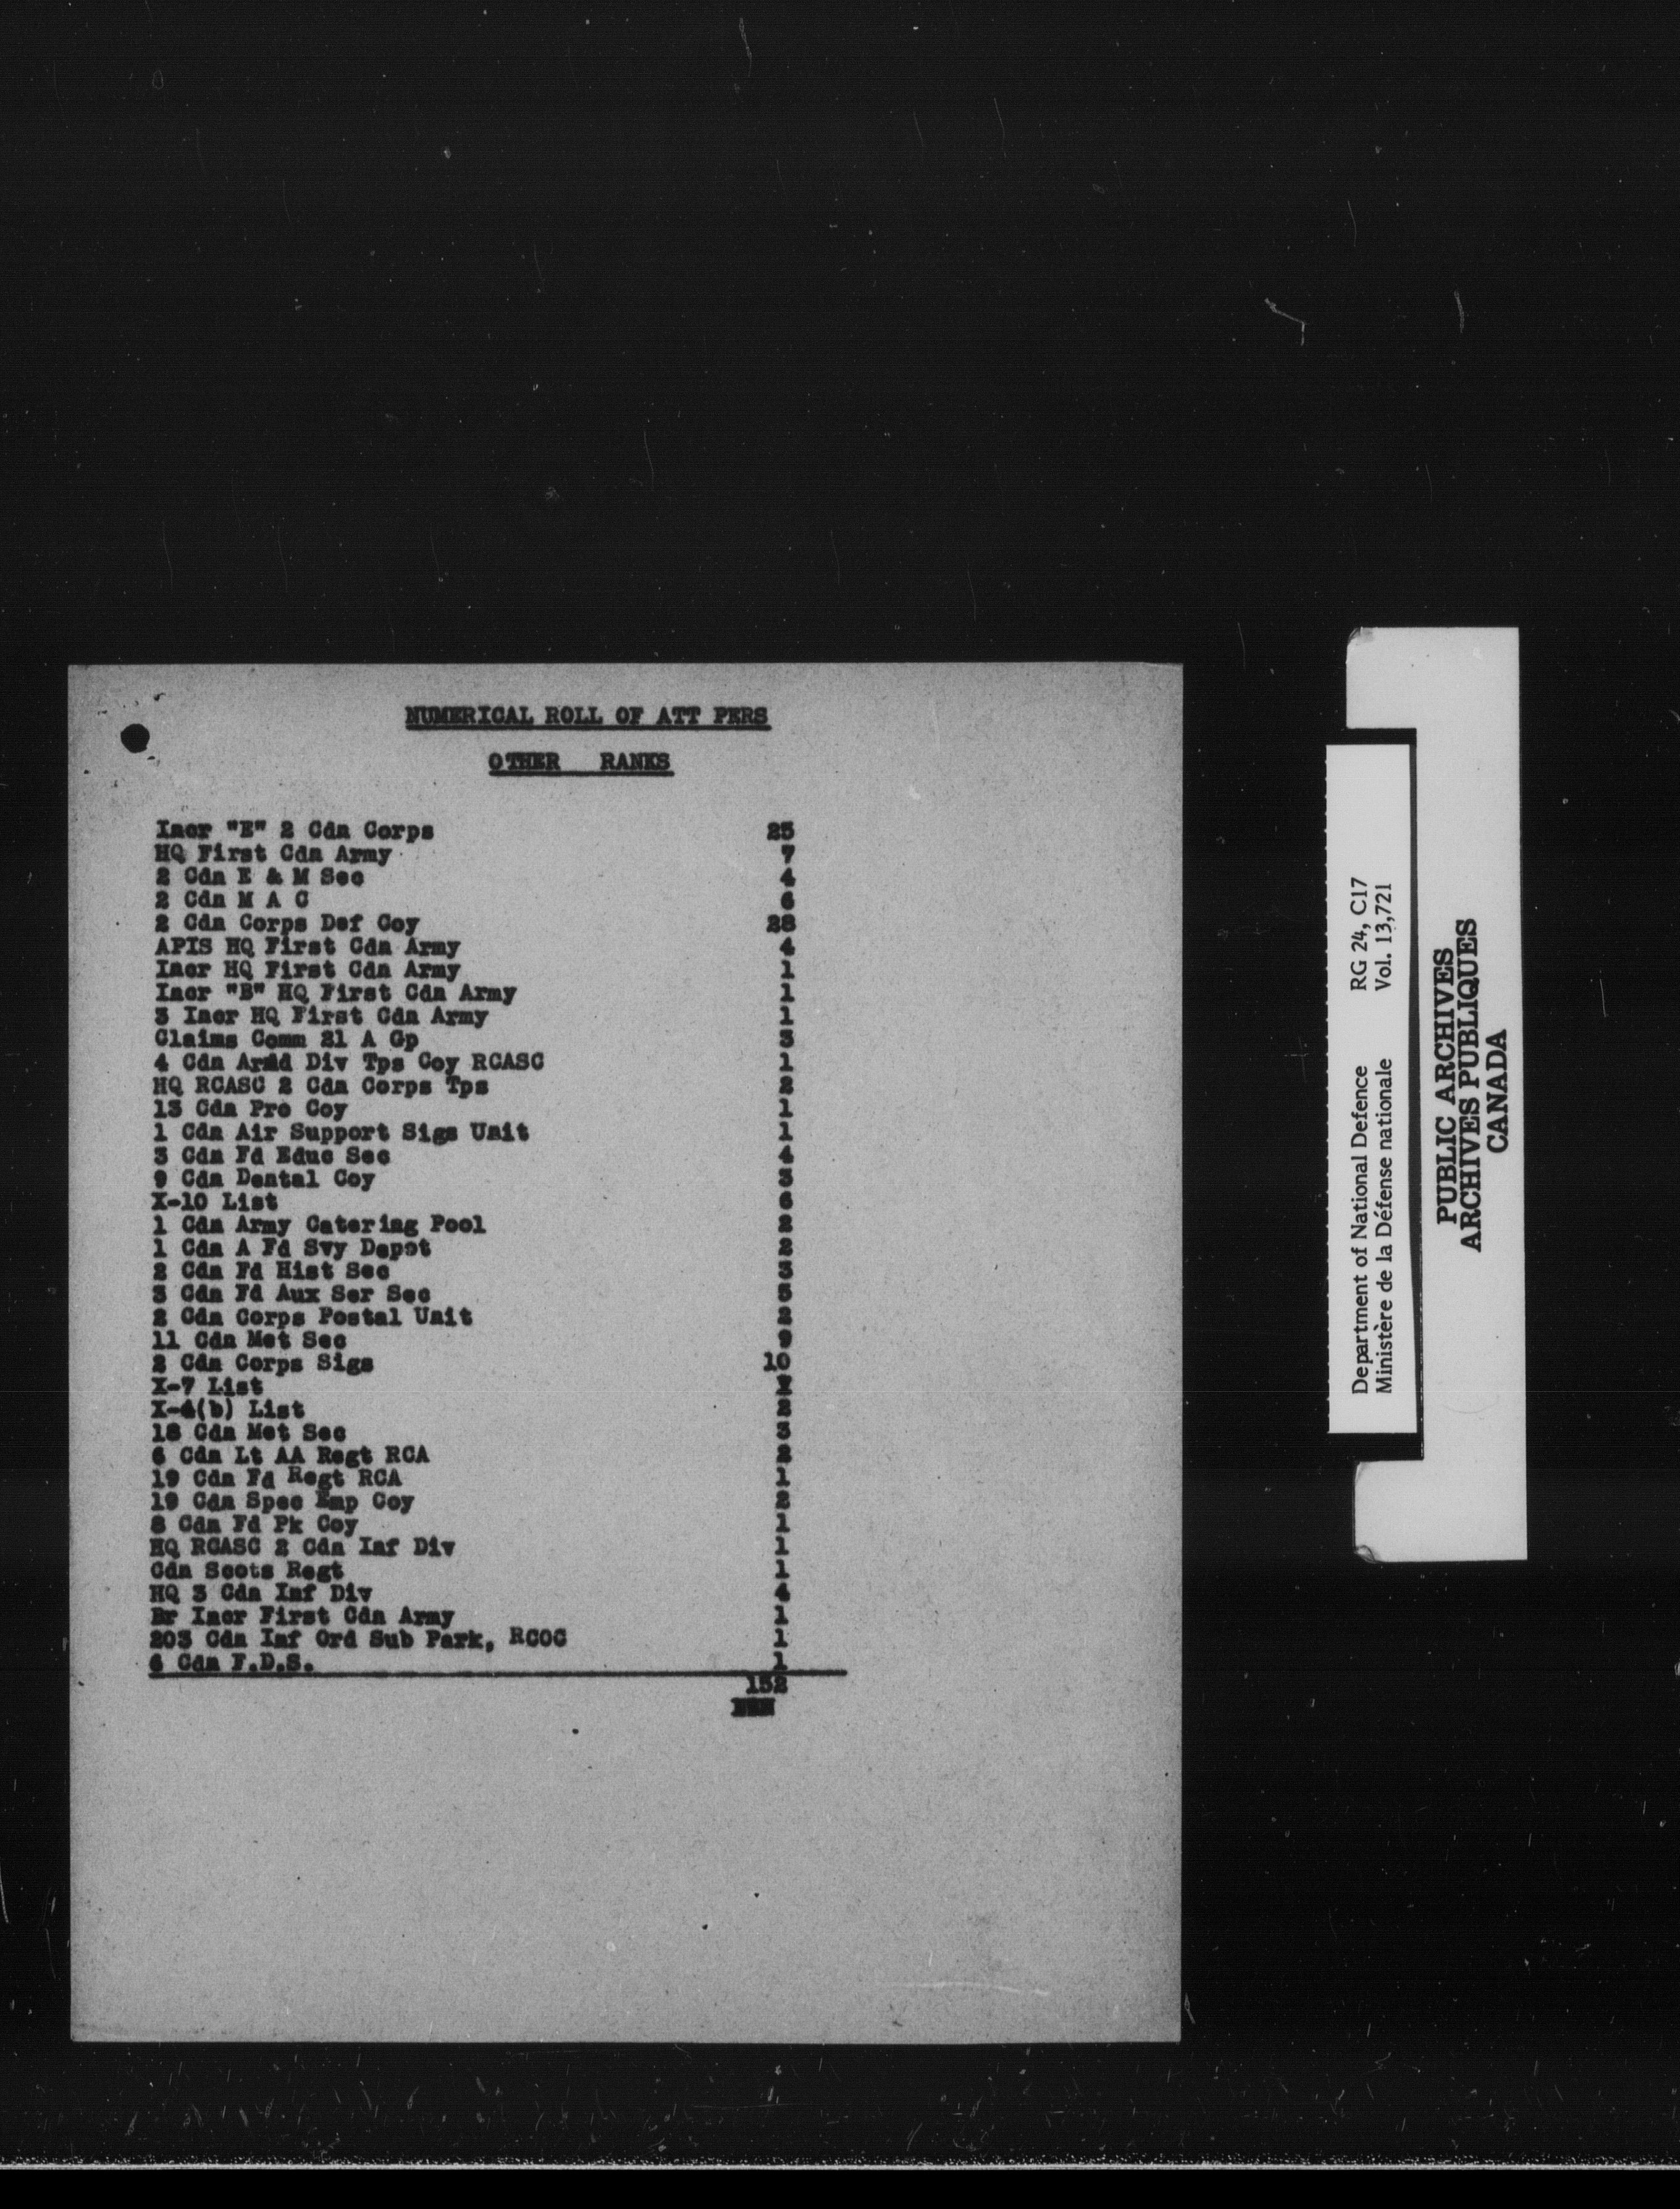 NUMERICAL ROLL OF ATT PERS
OTHER RANKS
Incr "E" 2 Cdn Corps 25
HQ First Cdn Army 7
2 Cdn E & M Sec 4
2 Cdn M A C 6
2 Cdn Corps Def Coy 28
APIS HQ First Cdn Army 4
Incr HQ First Cdn Army 1
Incr "B" HQ First Cdn Army 1
3 Incr HQ First Cdn Army 1
Claims Comm 21 A Gp 3
4 Cdn Armd Div Tps Coy RCASC 1
HQ RCASC 2 Cdn Corps Tps 2
13 Cdn Pro Coy 1
1 Cdn Air Support Sigs Unit 1
3 Cdn Fd Educ Sec 4
9 Cdn Dental Coy 3
X-10 List 6
1 Cdn Army Catering Pool 2
1 Cdn A Fd Svy Depot 2
2 Cdn Fd Hist Sec 3
3 Cdn Fd Aux Ser Sec 5
2 Cdn Corps Postal Unit 2
11 Cdn Met Sec 9
2 Cdn Corps Sigs 10
X-7 List
X-4(b) List 2
18 Cdn Met Sec 3
6 Cdn Lt AA Regt RCA 2
19 Cdn Fd Regt RCA 1
19 Cdn Spec Emp Coy 2
8 Cdn Fd Pk Coy 1
HQ RCASC 2 Cdn Inf Div 1
Cdn Scots Regt 1
HQ 3 Cdn Inf Div 4
Br Incr First Cdn Army 1
203 Cdn Inf Ord Sub Park, RCOC 1
6 Cdn F.D.S. 1
152
Department of National Defence RG 24, C17
Ministère de la Défense nationale Vol. 13,721
PUBLIC ARCHIVES
ARCHIVES PUBLIQUES
CANADA